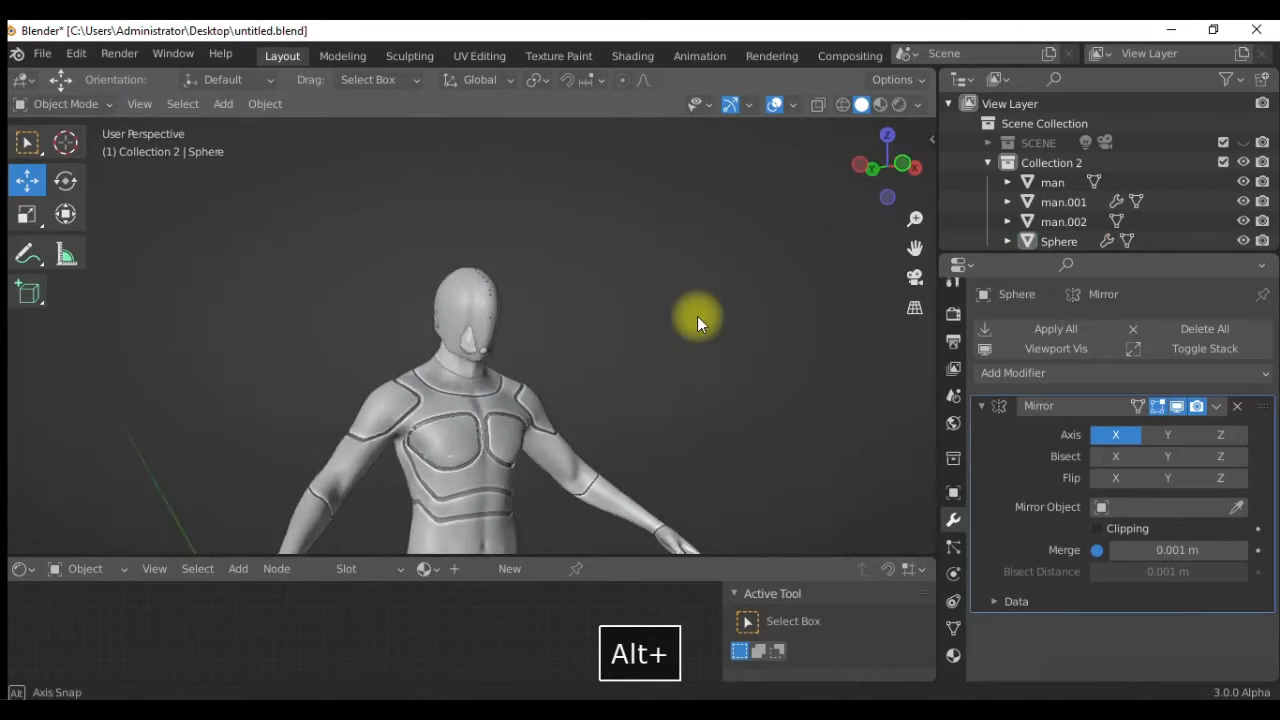 Blender* [C:\Users\Administrator\Desktop\untitled.blend]
File Edit Render Window Help Layout Modeling Sculpting UV Editing Texture Paint Shading Animation Rendering Compositing Scene View Layer
Orientation: Default Drag: Select Box Global Options
Object Mode View Select Add Object
User Perspective
(1) Collection 2 | Sphere
Z
Y
X
View Layer
Scene Collection
SCENE
Collection 2
man
man.001
man.002
Sphere
Sphere Mirror
Apply All Delete All
Viewport Vis Toggle Stack
Add Modifier
Mirror
Axis X Y Z
Bisect X Y Z
Flip X Y Z
Mirror Object
Clipping
Merge 0.001 m
Bisect Distance 0.001 m
Data
Object View Select Add Node Slot New
Active Tool
Select Box
Alt+
Alt Axis Snap
3.0.0 Alpha